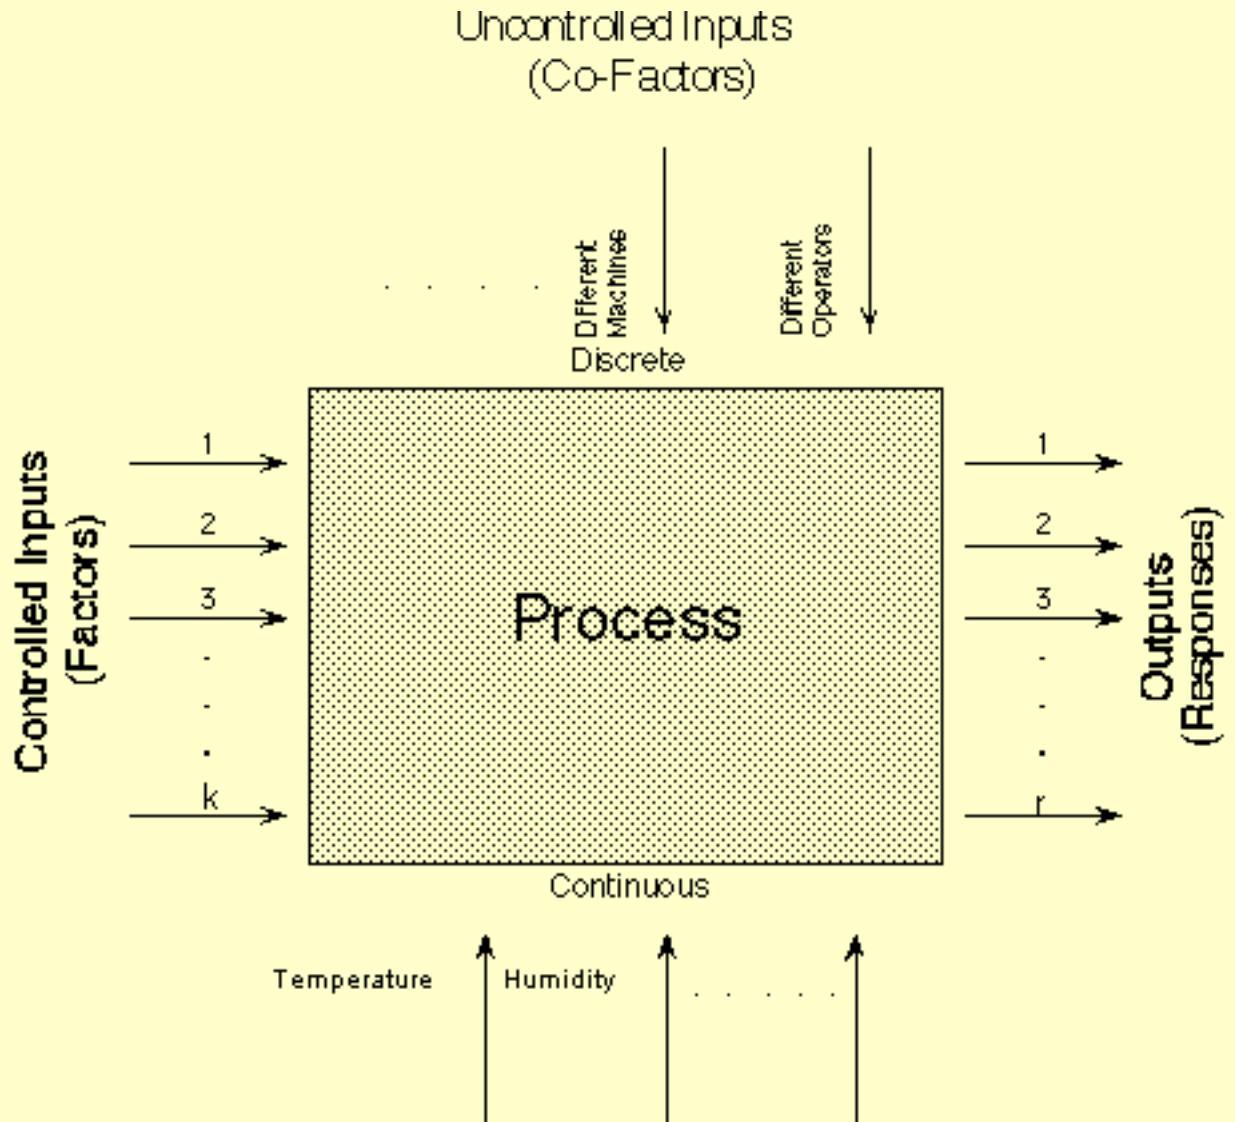 Uncontrolled Inputs
(Co-Factors)
. . . .
Different
Machines
Different
Operators
Discrete
Controlled Inputs
(Factors)
1
2
3
.
.
.
k
Process
1
2
3
.
.
.
r
Outputs
(Responses)
Continuous
Temperature
Humidity
. . . . .